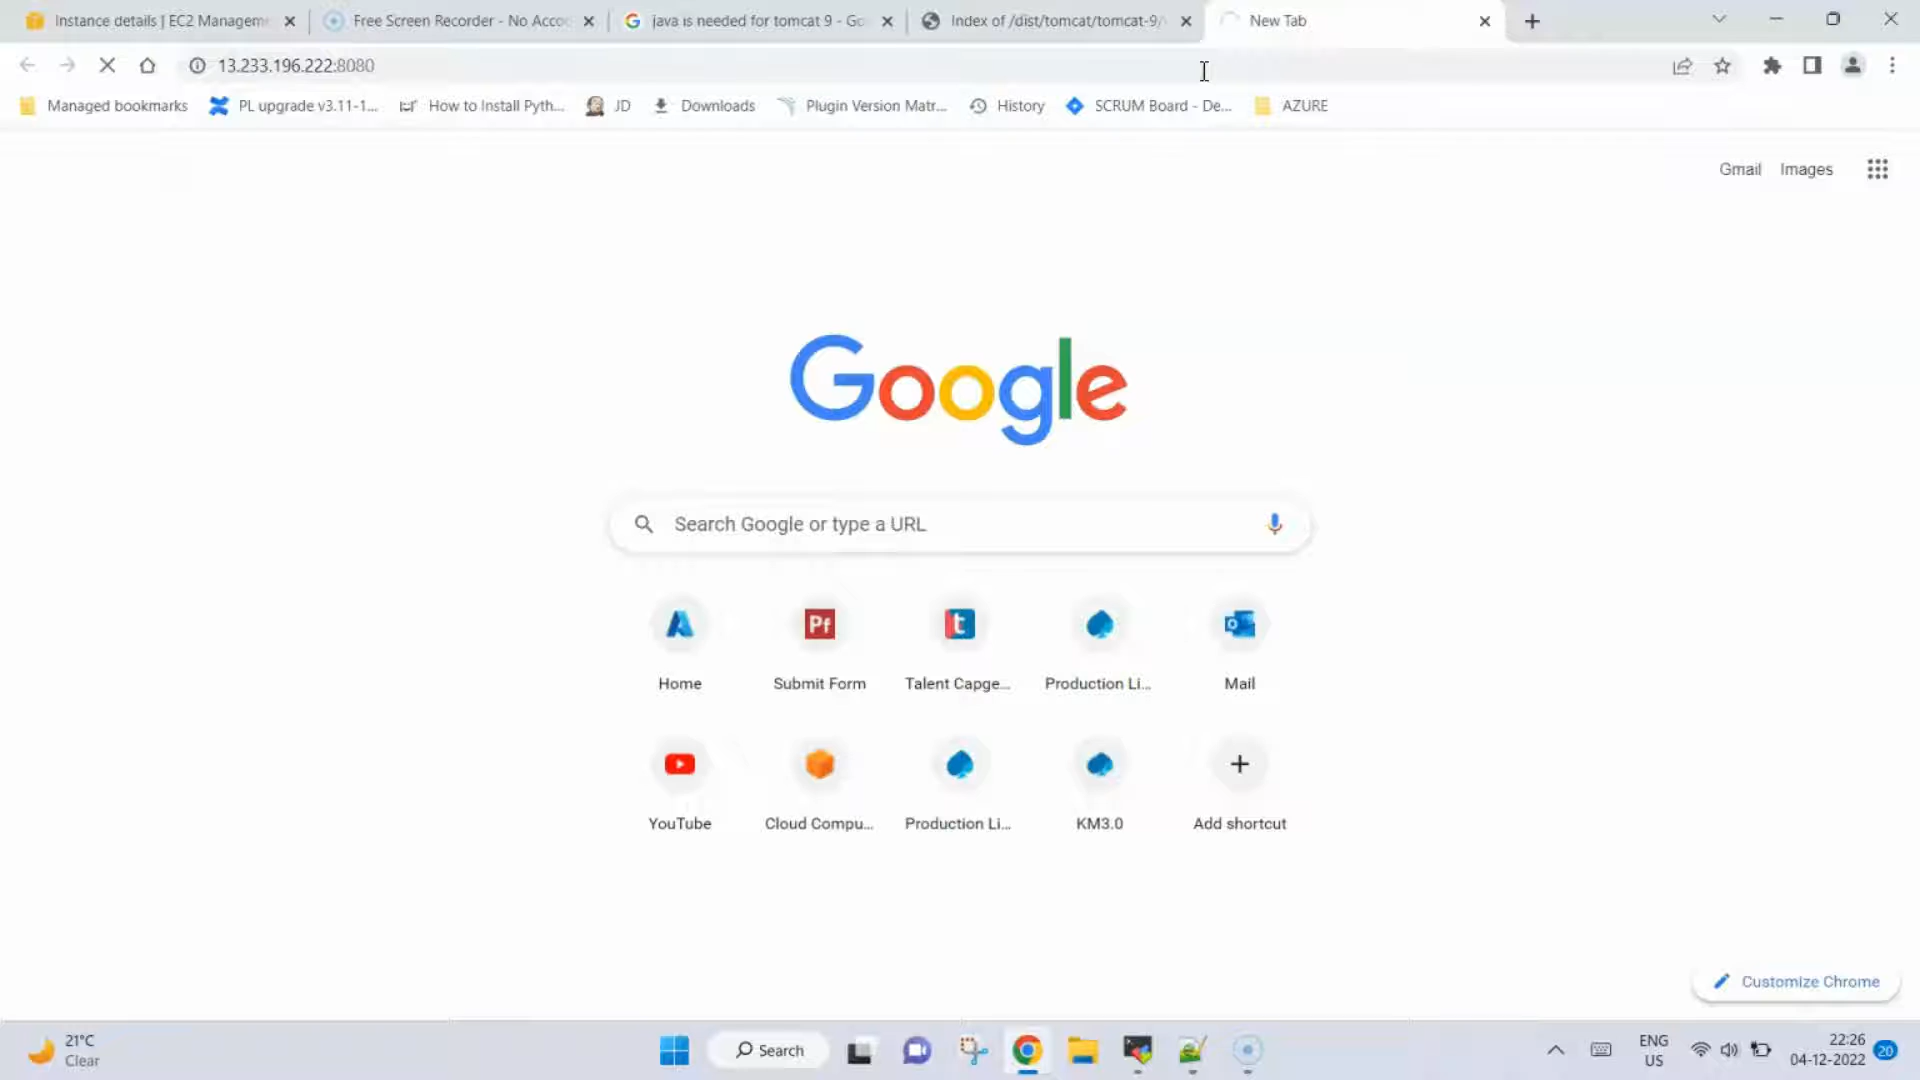 Instance details | EC2 Managem
Free Screen Recorder - No Acco
java is needed for tomcat 9 - Go
Index of /dist/tomcat/tomcat-9/
New Tab
13.233.196.222:8080
Managed bookmarks
PL upgrade v3.11-1...
How to Install Pyth...
JD
Downloads
Plugin Version Matr...
History
SCRUM Board - De...
AZURE
Gmail
Images
Google
Search Google or type a URL
Home
Submit Form
Talent Capge...
Production Li...
Mail
YouTube
Cloud Compu...
Production Li...
KM3.0
Add shortcut
Customize Chrome
21°C
Clear
Search
ENG
US
22:26
04-12-2022
20